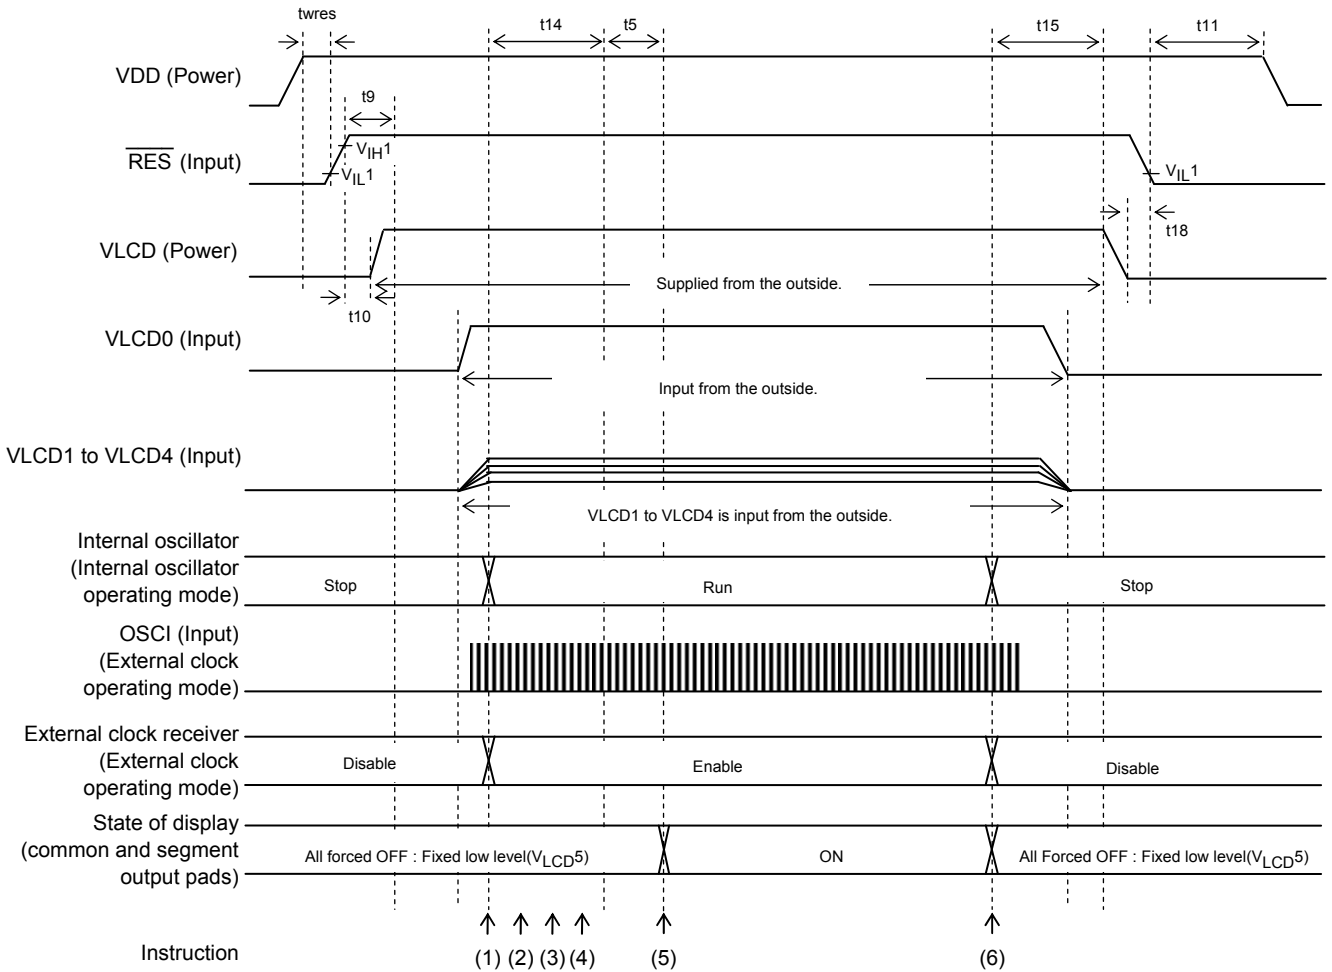 twres
t14
t5
t15
t11
VDD (Power)
t9
RES (Input)
VIH1
VIL1
VIL1
t18
VLCD (Power)
Supplied from the outside.
t10
VLCD0 (Input)
Input from the outside.
VLCD1 to VLCD4 (Input)
VLCD1 to VLCD4 is input from the outside.
Internal oscillator
(Internal oscillator
operating mode)
Stop
Run
Stop
OSCI (Input)
(External clock
operating mode)
External clock receiver
(External clock
operating mode)
Disable
Enable
Disable
State of display
(common and segment
output pads)
All forced OFF : Fixed low level(VLCD5)
ON
All Forced OFF : Fixed low level(VLCD5)
Instruction
(1) (2) (3) (4) (5) (6)